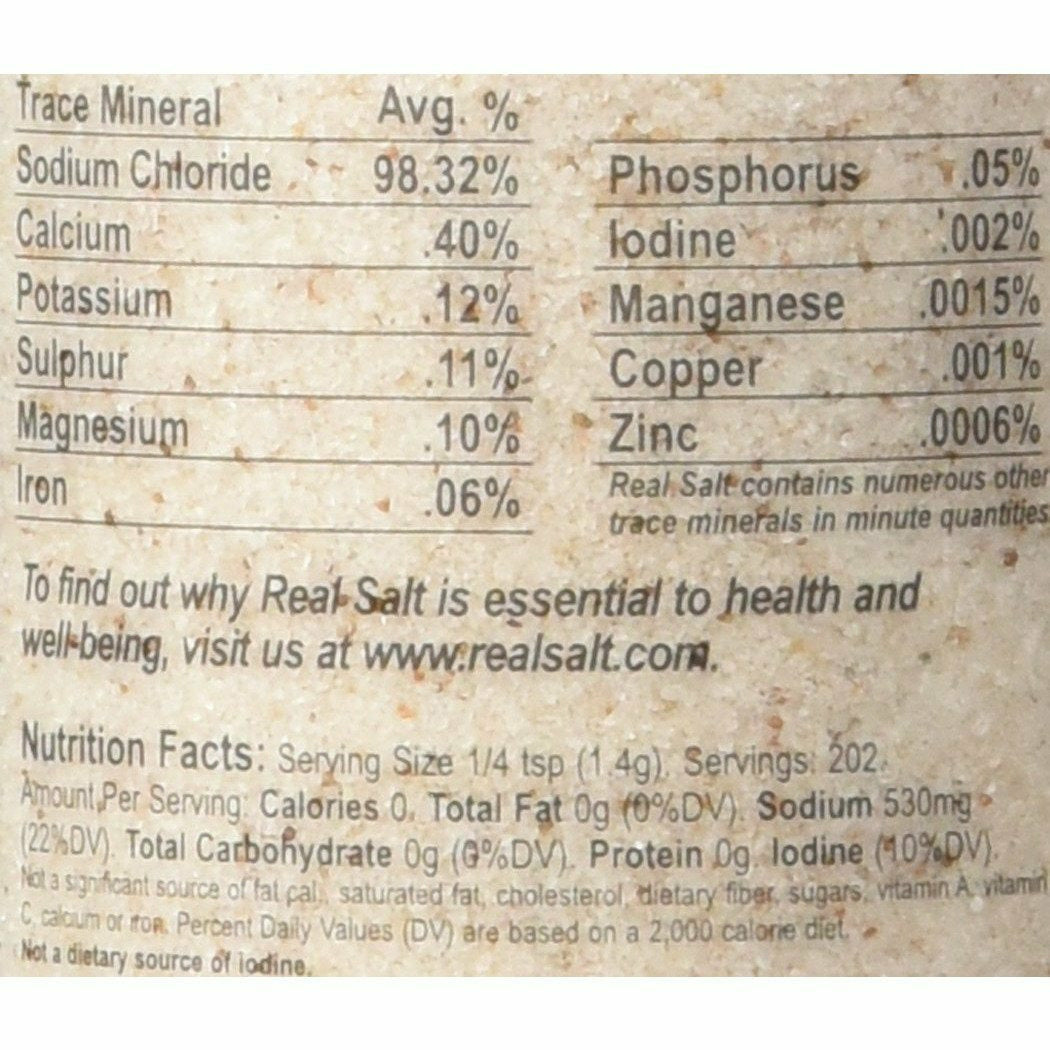 Trace Mineral Avg. %
Sodium Chloride 98.32%
Calcium .40%
Potassium .12%
Sulphur .11%
Magnesium .10%
Iron .06%
Phosphorus .05%
Iodine .002%
Manganese .0015%
Copper .001%
Zinc .0006%
Real Salt contains numerous other
trace minerals in minute quantities
To find out why Real Salt is essential to health and
well-being, visit us at www.realsalt.com.
Nutrition Facts: Serving Size 1/4 tsp (1.4g). Servings: 202.
Amount Per Serving: Calories 0. Total Fat 0g (0%DV). Sodium 530mg
(22%DV). Total Carbohydrate 0g (0%DV). Protein 0g. Iodine (10%DV).
Not a significant source of fat cal., saturated fat, cholesterol, dietary fiber, sugars, vitamin A, vitamin
C, calcium or iron. Percent Daily Values (DV) are based on a 2,000 calorie diet.
Not a dietary source of iodine.